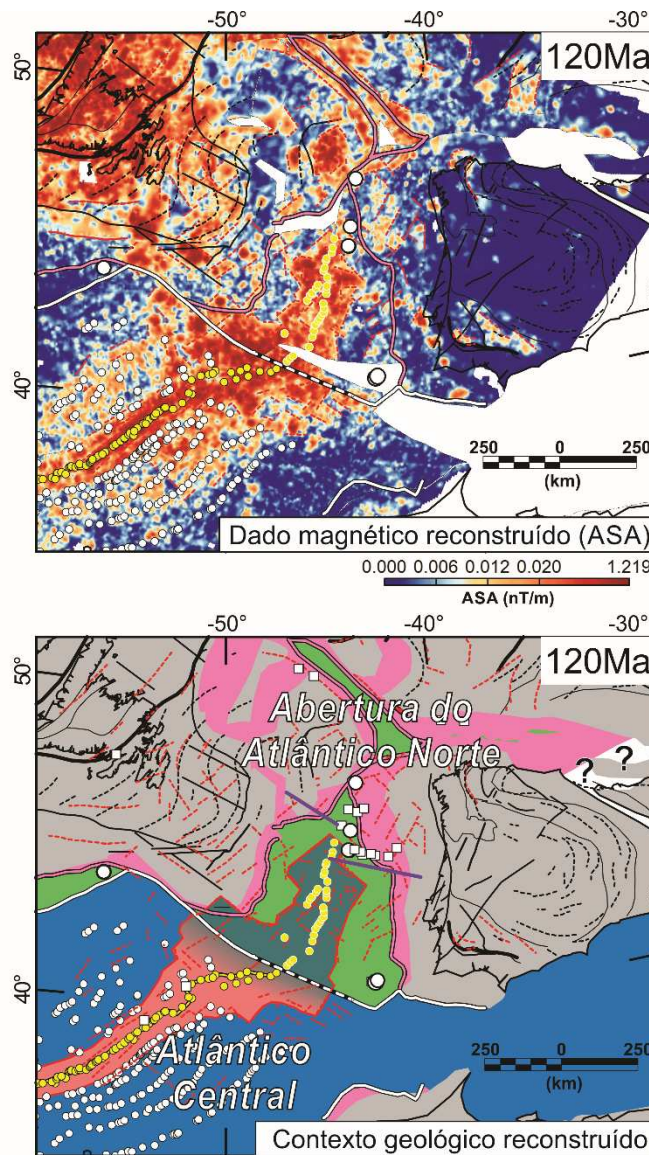 -50° -40° -30°
120Ma
50°
40°
250 0 250
(km)
Dado magnético reconstruído (ASA)
0.000 0.006 0.012 0.020 1.219
ASA (nT/m)
-50° -40° -30°
120Ma
50°
Abertura do
Atlântico Norte
? ?
40°
250 0 250
(km)
Atlântico
Central
Contexto geológico reconstruído